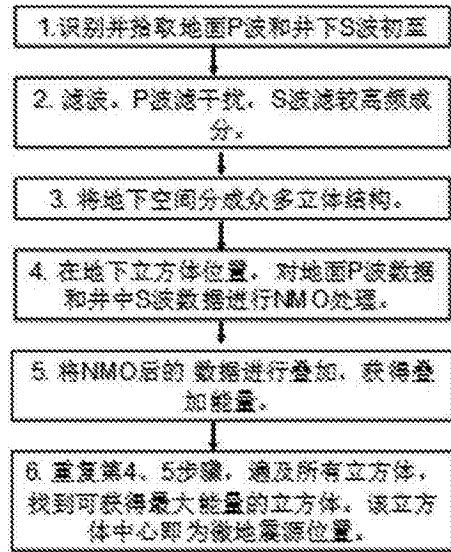 1.识别并拾取地面P波和井下S波初至
2. 滤波。P波滤干扰，S波滤较高频成
分。
3. 将地下空间分成众多立体结构。
4. 在地下立方体位置，对地面P波数据
和井中S波数据进行NMO处理。
5. 将NMO后的 数据进行叠加，获得叠
加能量。
6. 重复第4、5步骤，遍及所有立方体，
找到可获得最大能量的立方体。该立方
体中心即为微地震源位置。